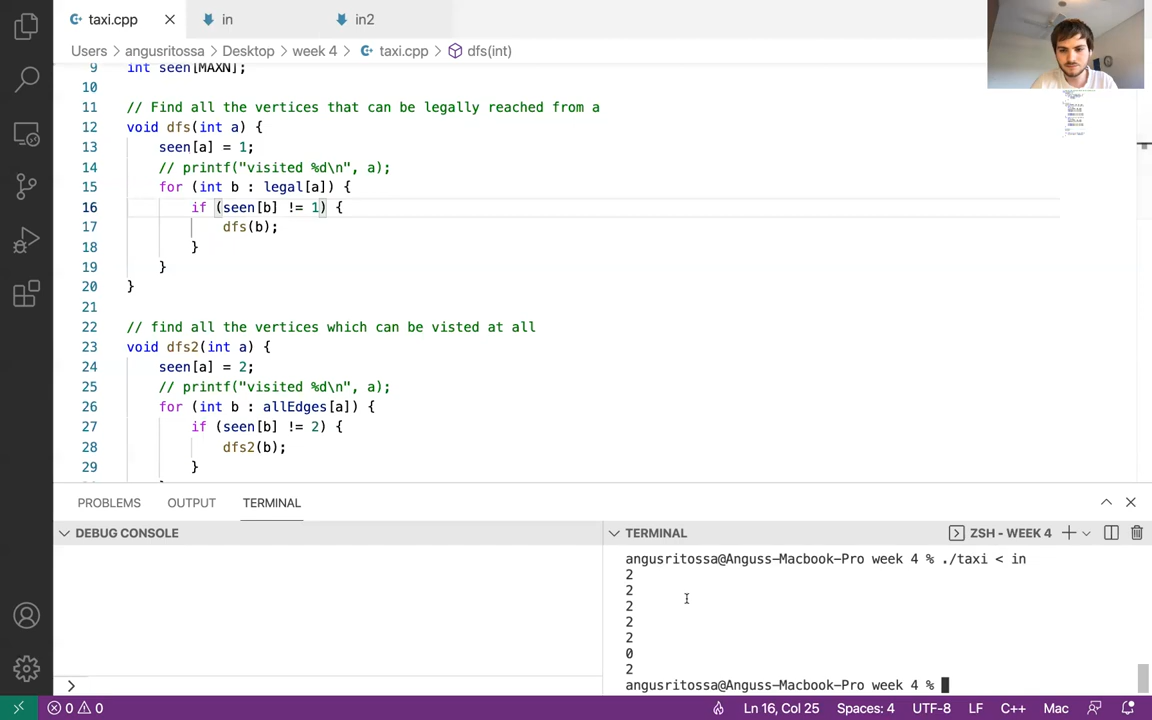 taxi.cpp in in2
Users angusritossa Desktop week 4 taxi.cpp dfs(int)
9 int seen[MAXN];
10
11 // Find all the vertices that can be legally reached from a
12 void dfs(int a) {
13 seen[a] = 1;
14 // printf("visited %d\n", a);
15 for (int b : legal[a]) {
16 if (seen[b] != 1) {
17 dfs(b);
18 }
19 }
20 }
21
22 // find all the vertices which can be visted at all
23 void dfs2(int a) {
24 seen[a] = 2;
25 // printf("visited %d\n", a);
26 for (int b : allEdges[a]) {
27 if (seen[b] != 2) {
28 dfs2(b);
29 }
PROBLEMS OUTPUT TERMINAL
DEBUG CONSOLE
TERMINAL ZSH - WEEK 4
angusritossa@Anguss-Macbook-Pro week 4 % ./taxi < in
2
2
2
2
2
0
2
angusritossa@Anguss-Macbook-Pro week 4 %
>
0 0 Ln 16, Col 25 Spaces: 4 UTF-8 LF C++ Mac